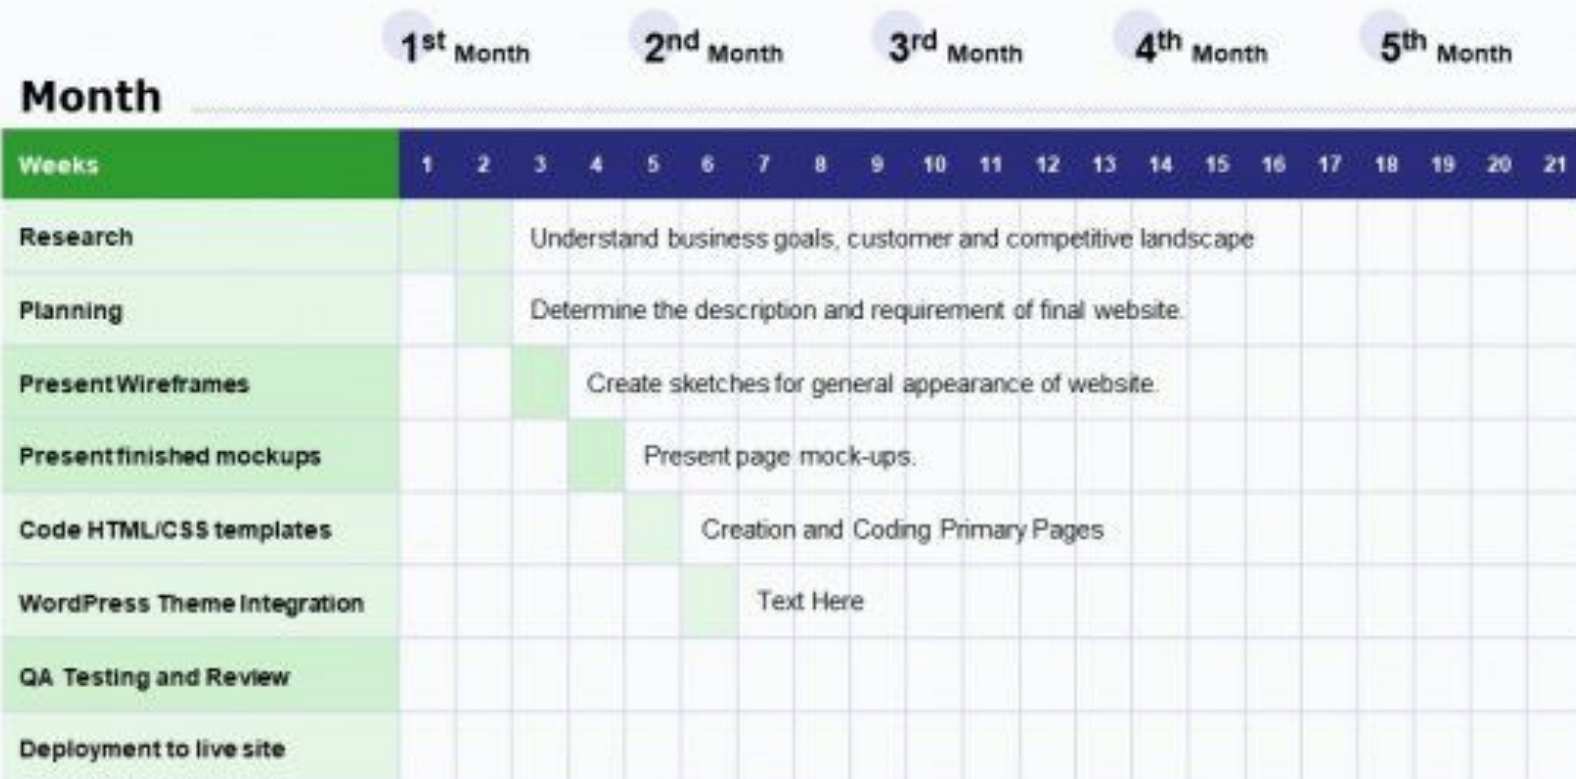 1st Month 2nd Month 3rd Month 4th Month 5th Month
Month
Weeks 1 2 3 4 5 6 7 8 9 10 11 12 13 14 15 16 17 18 19 20 21
Research Understand business goals, customer and competitive landscape
Planning Determine the description and requirement of final website.
Present Wireframes Create sketches for general appearance of website.
Present finished mockups Present page mock-ups.
Code HTML/CSS templates Creation and Coding Primary Pages
WordPress Theme Integration Text Here
QA Testing and Review
Deployment to live site